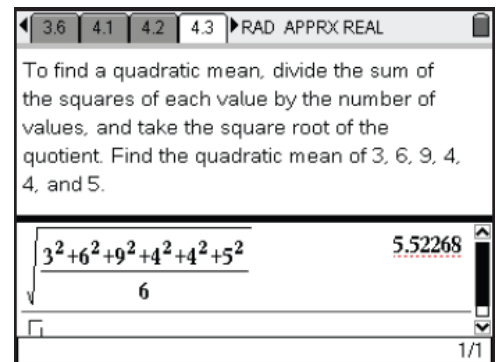 3.6 4.1 4.2 4.3 RAD APPRX REAL
To find a quadratic mean, divide the sum of
the squares of each value by the number of
values, and take the square root of the
quotient. Find the quadratic mean of 3, 6, 9, 4,
4, and 5.
√((3²+6²+9²+4²+4²+5²)/6) 5.52268
1/1